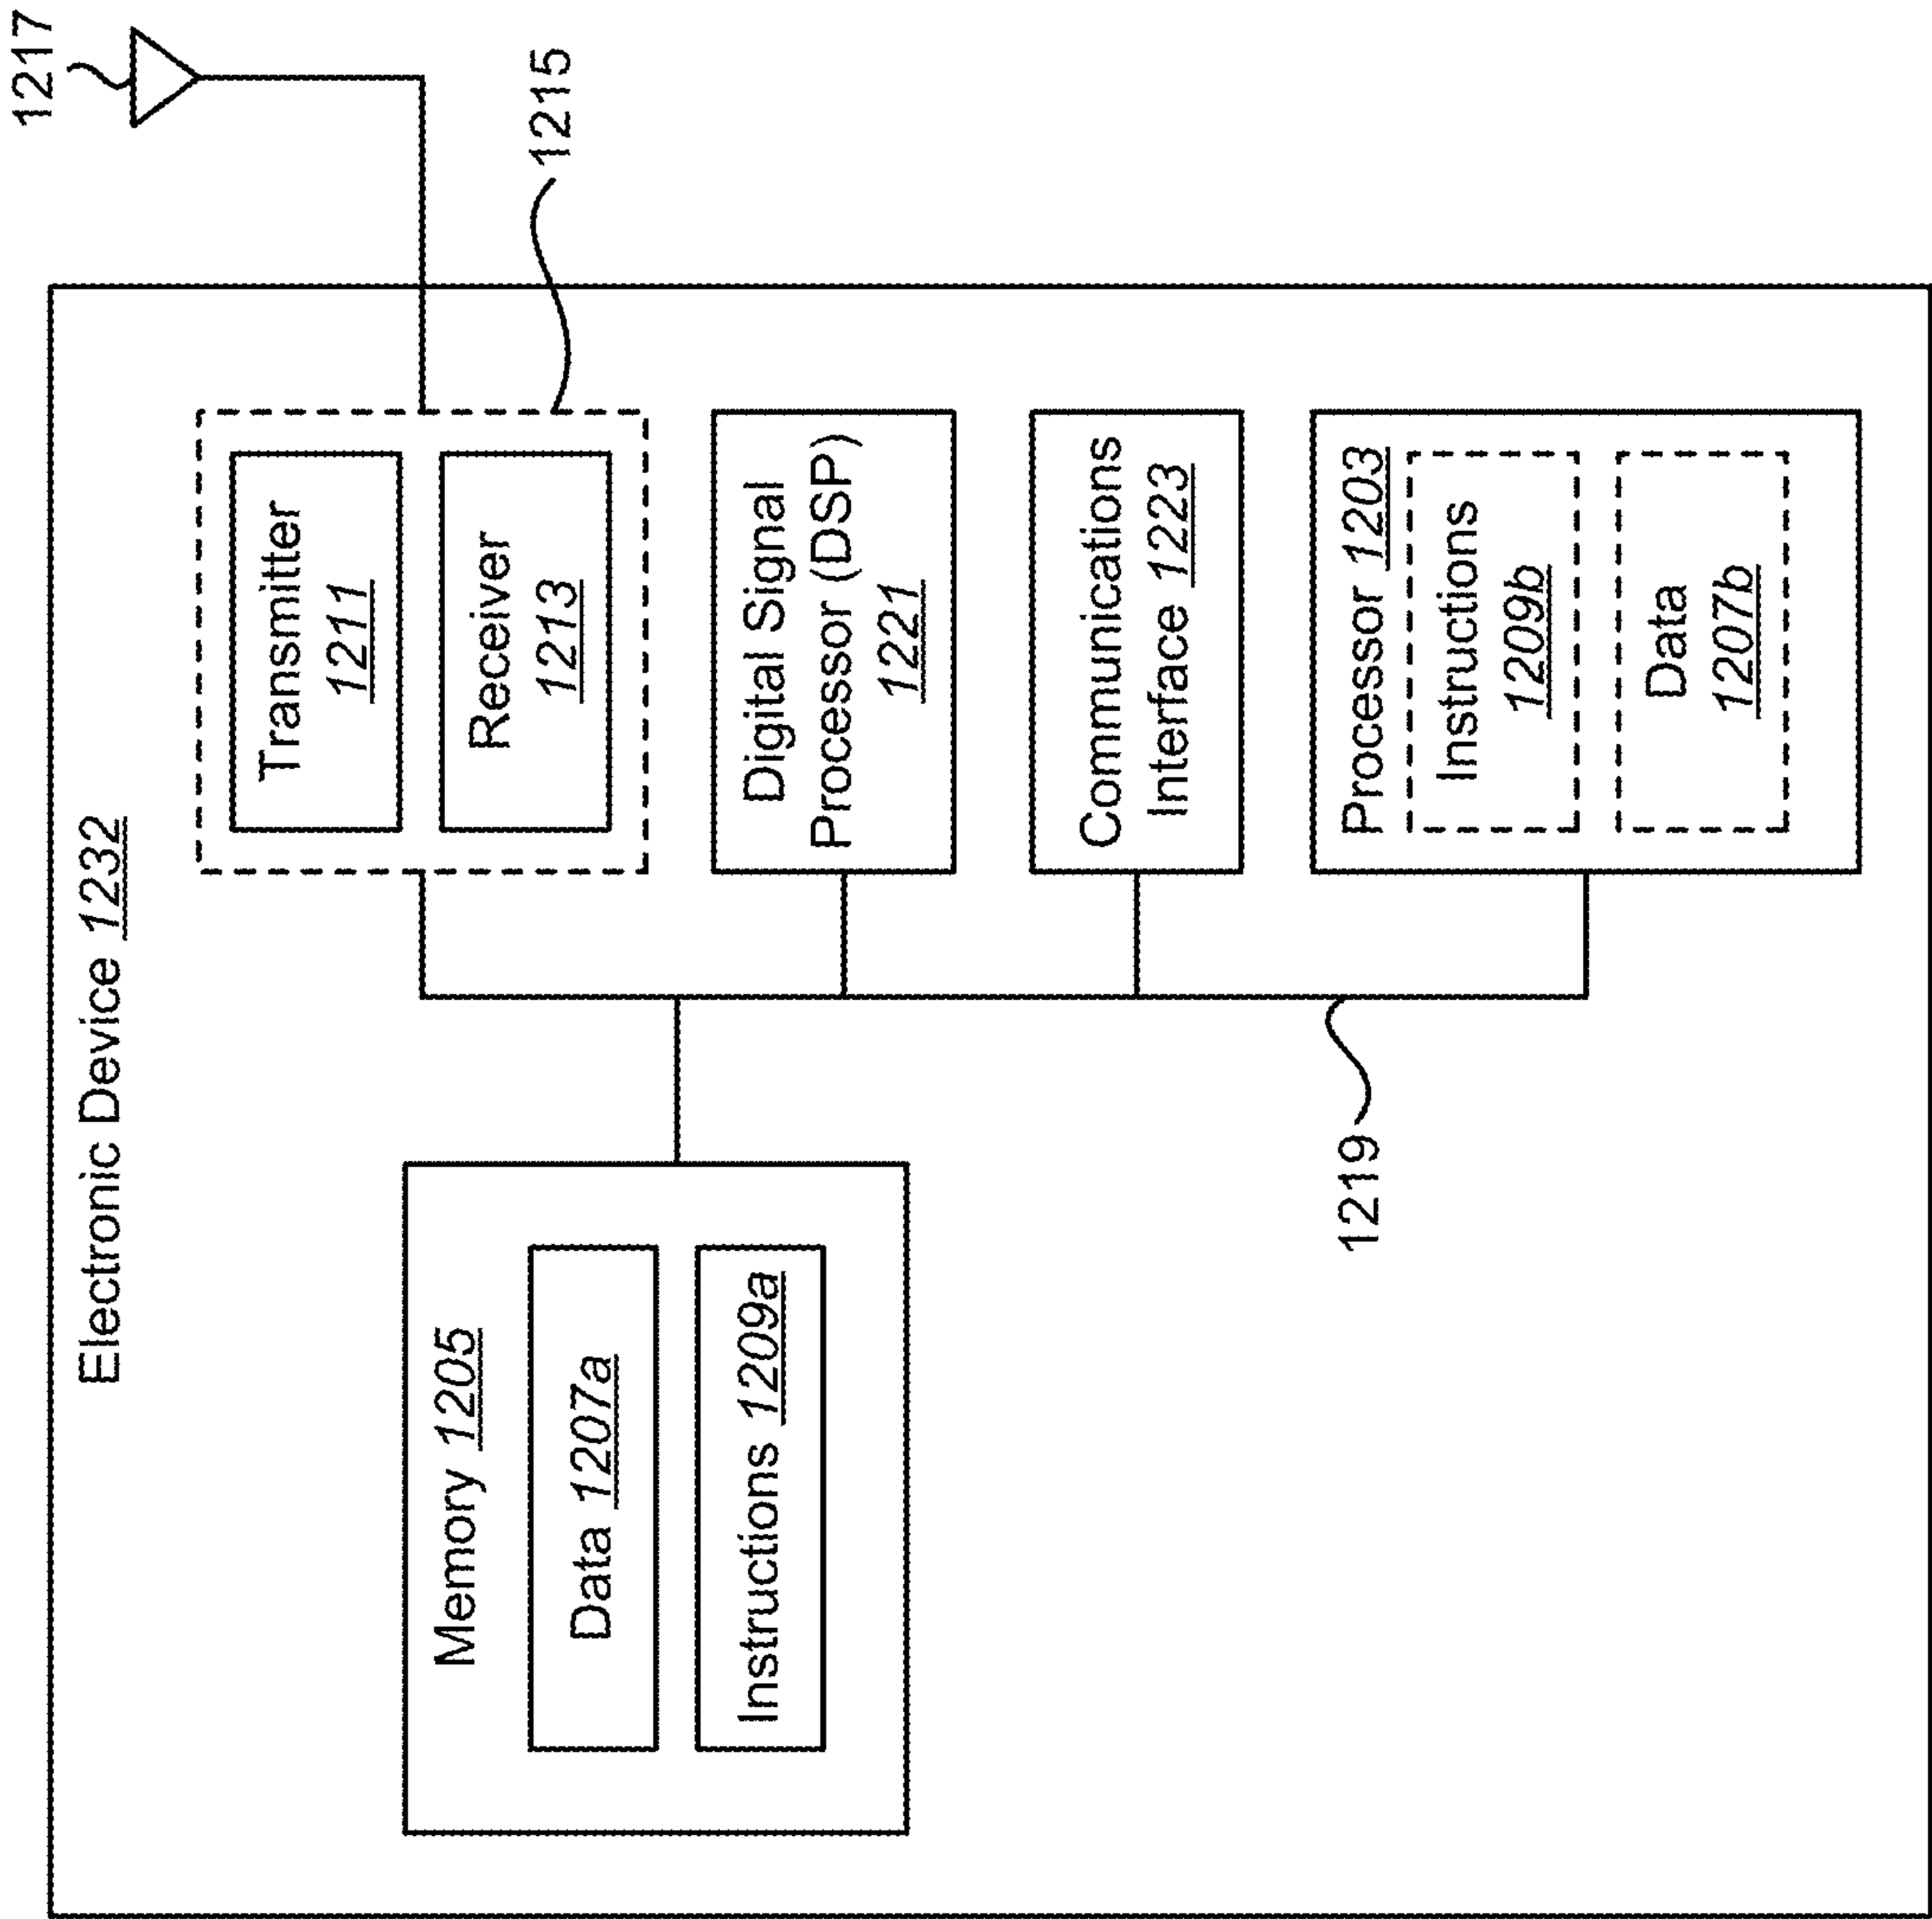 Electronic Device 1232
1217
Transmitter
1211
Receiver
1213
1215
Memory 1205
Data 1207a
Instructions 1209a
Digital Signal
Processor (DSP)
1221
Communications
Interface 1223
Processor 1203
Instructions
1209b
Data
1207b
1219